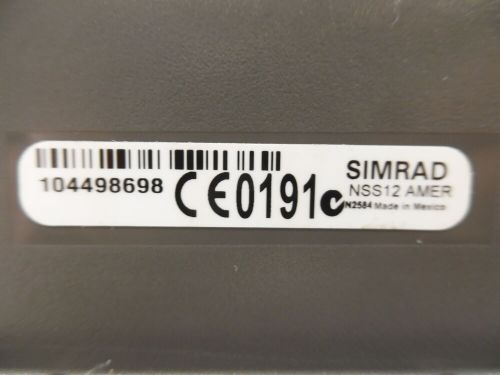 104498698 CE0191
SIMRAD
NSS12 AMER
N2584 Made in Mexico